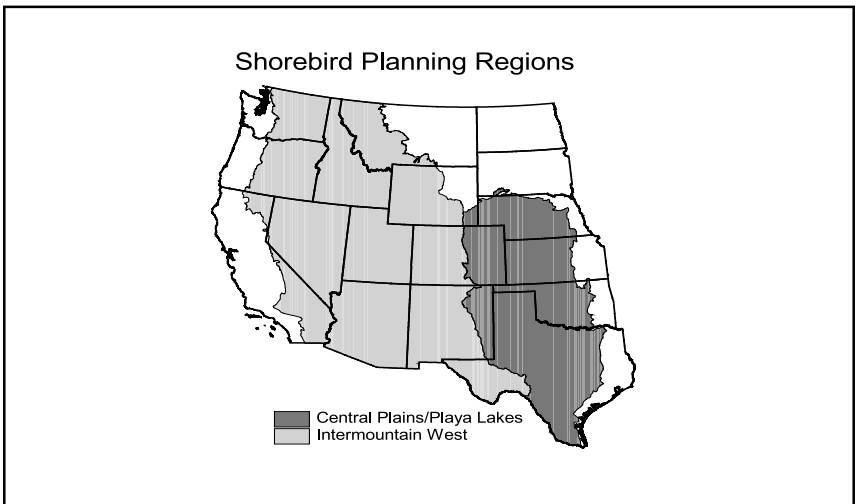 Shorebird Planning Regions
Central Plains/Playa Lakes
Intermountain West